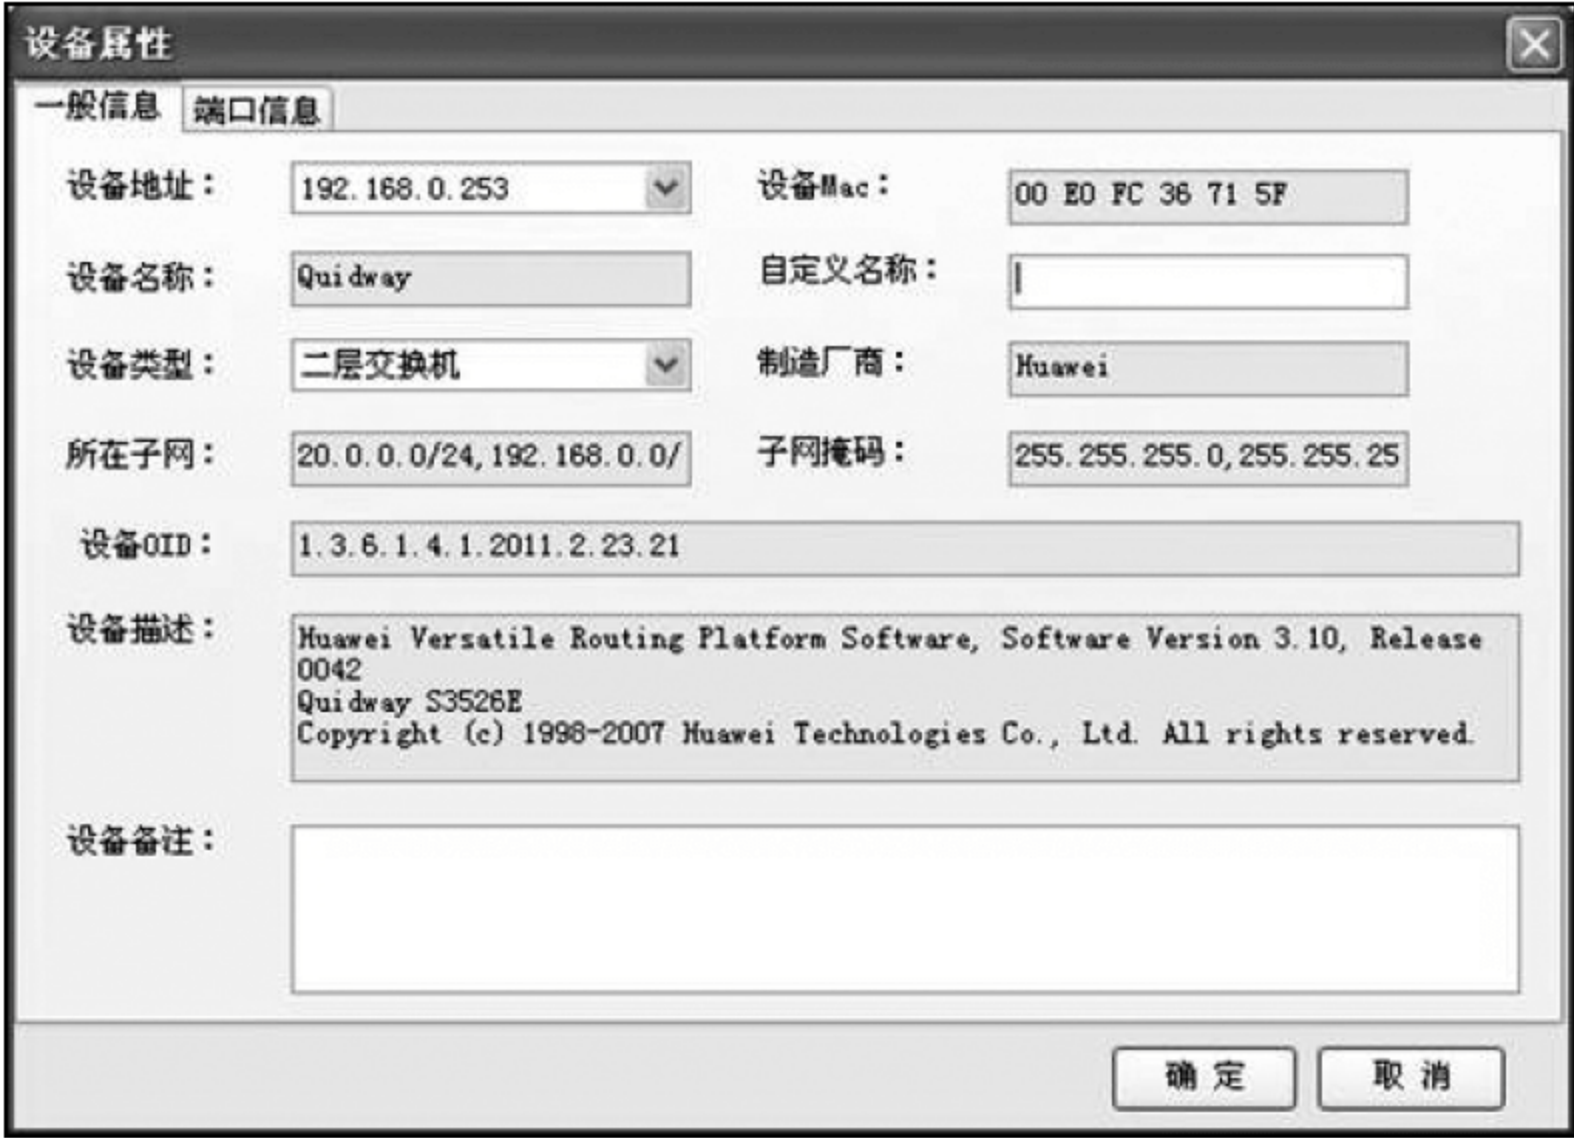 设备属性
一般信息 端口信息
设备地址： 192.168.0.253 设备Mac： 00 E0 FC 36 71 5F
设备名称： Quidway 自定义名称：
设备类型： 二层交换机 制造厂商： Huawei
所在子网： 20.0.0.0/24,192.168.0.0/ 子网掩码： 255.255.255.0,255.255.25
设备OID： 1.3.6.1.4.1.2011.2.23.21
设备描述： Huawei Versatile Routing Platform Software, Software Version 3.10, Release
0042
Quidway S3526E
Copyright (c) 1998-2007 Huawei Technologies Co., Ltd. All rights reserved.
设备备注：
确 定 取 消